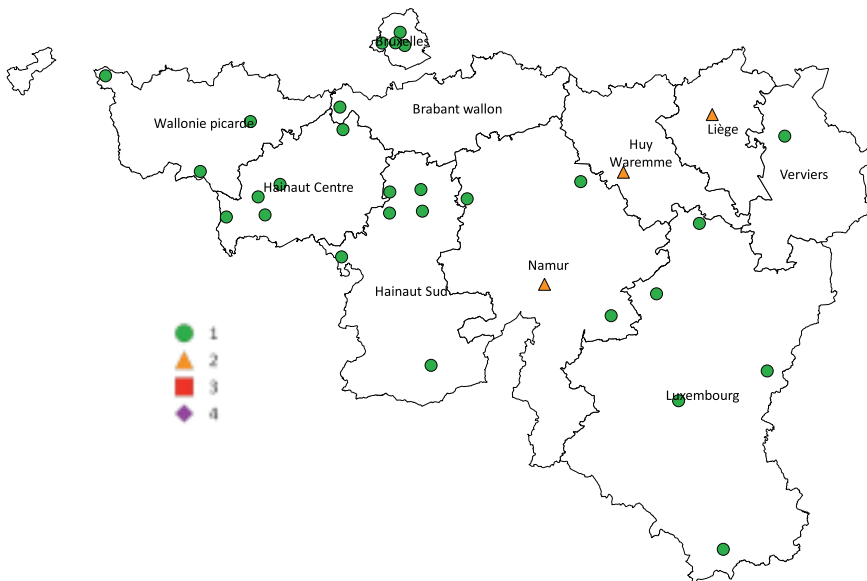 Bruxelles
Brabant wallon
Wallonie picarde
Liège
Huy
Waremme
Verviers
Hainaut Centre
Namur
Hainaut Sud
1
2
3
4
Luxembourg